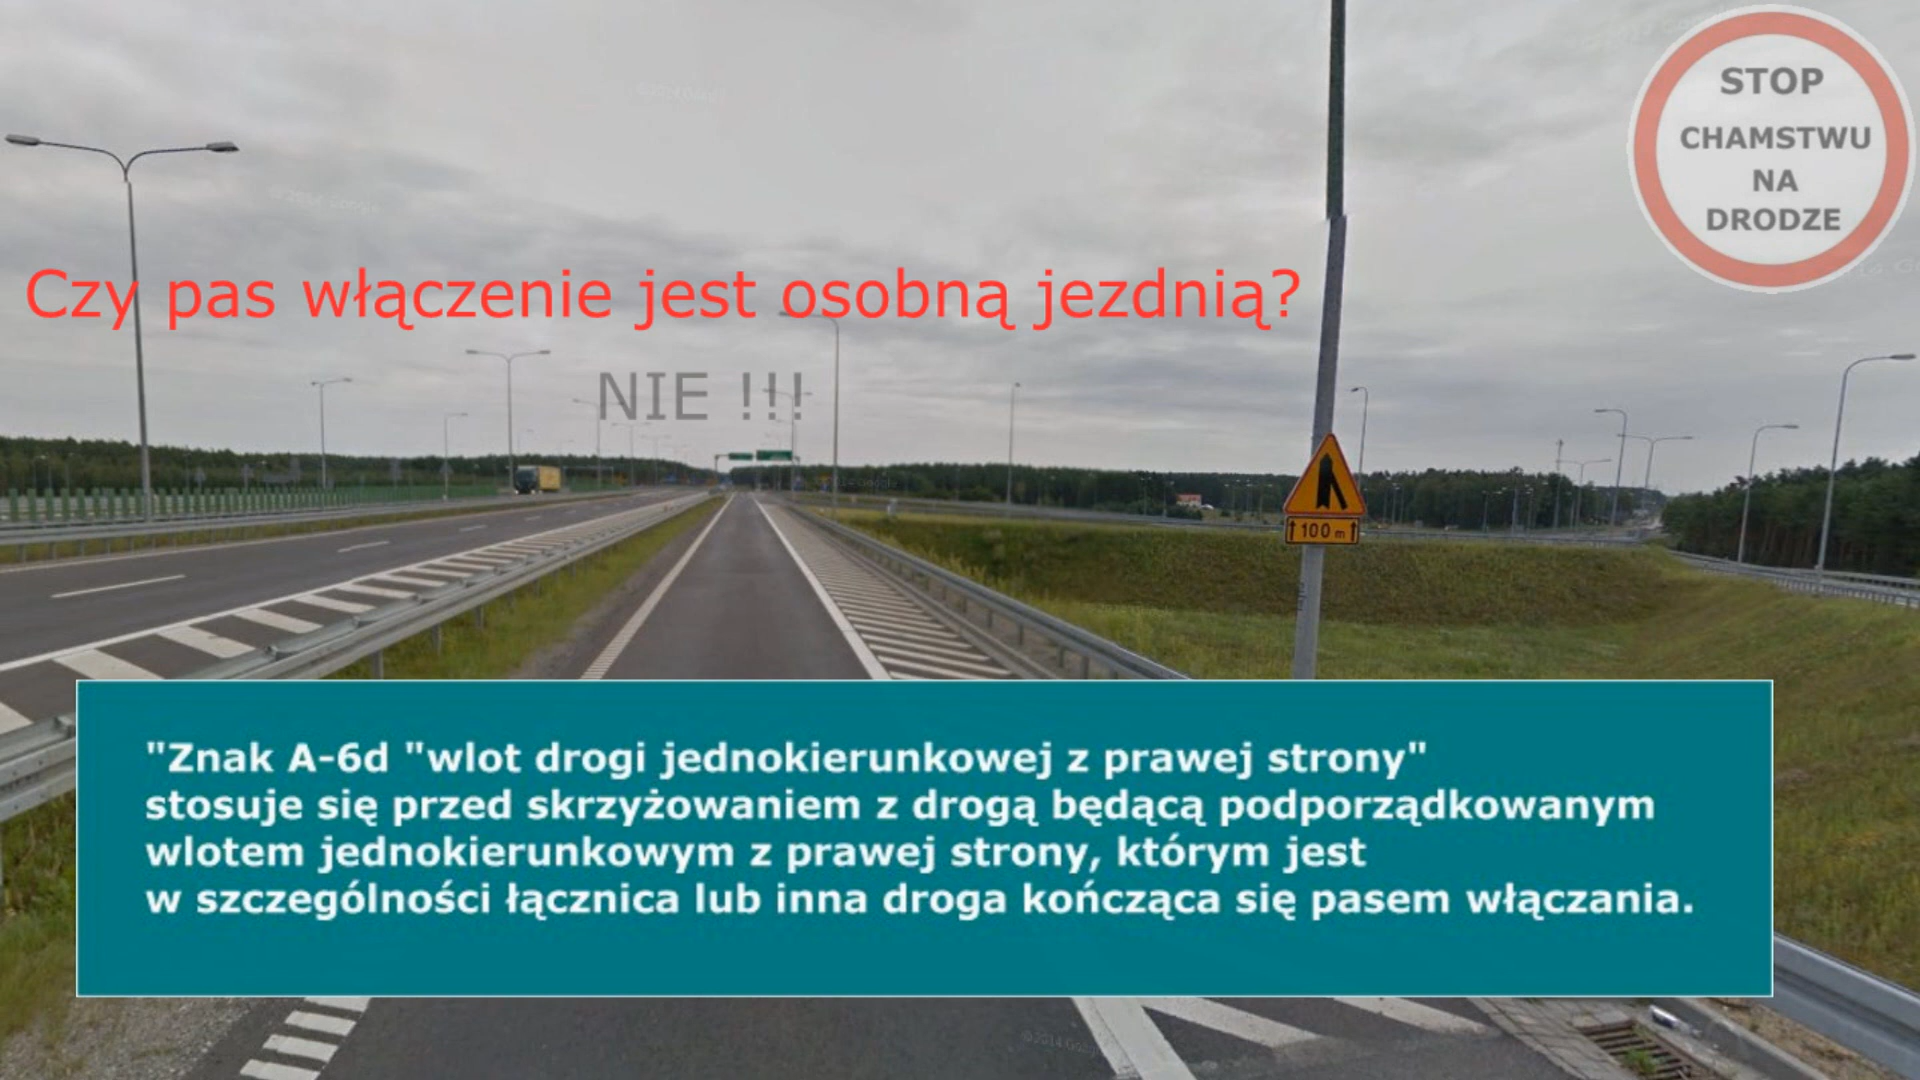 STOP
CHAMSTWU
NA
DRODZE
Czy pas włączenie jest osobną jezdnią?
NIE !!!
100 m
"Znak A-6d "wlot drogi jednokierunkowej z prawej strony"
stosuje się przed skrzyżowaniem z drogą będącą podporządkowanym
wlotem jednokierunkowym z prawej strony, którym jest
w szczególności łącznica lub inna droga kończąca się pasem włączania.
©2014 Google